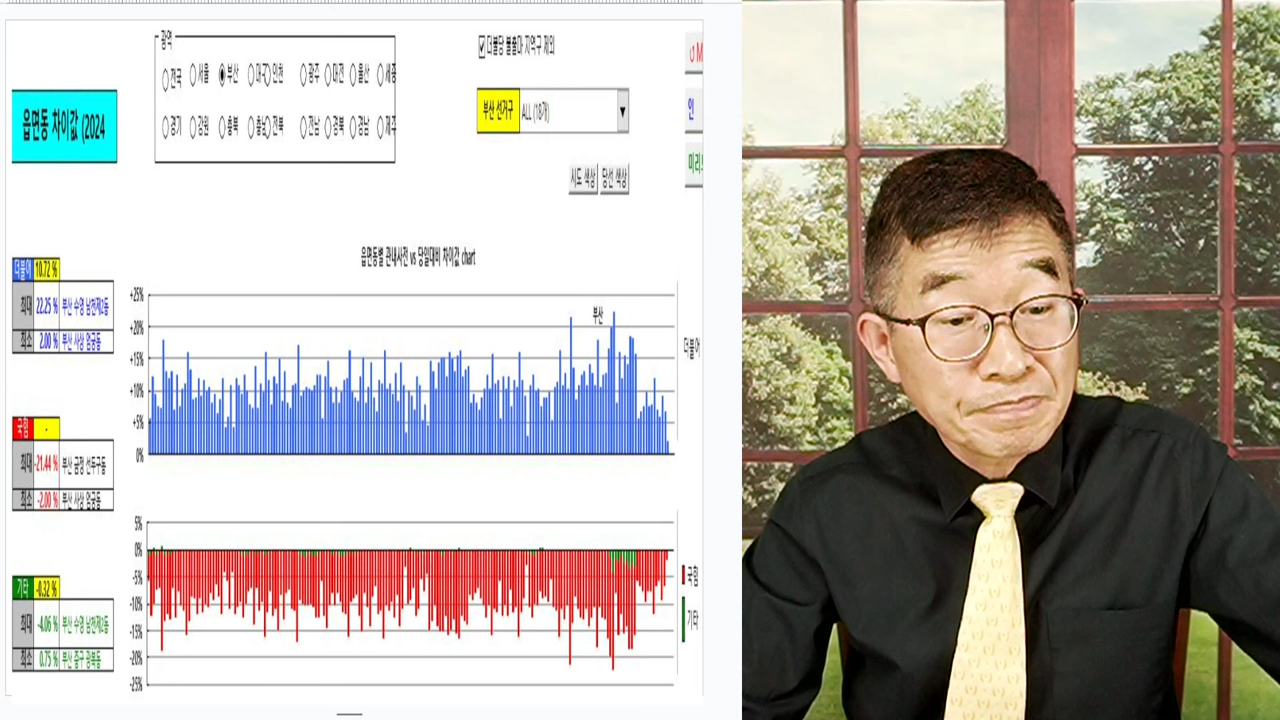 광역
전국 서울 부산 대구 인천 광주 대전 울산 세종
경기 강원 충북 충남 전북 전남 경북 경남 제주
더불당 불출마 지역구 제외
부산 선거구 ALL (18개)
시도 색상 당선 색상
인
읍면동 차이값 (2024
읍면동별 관내사전 vs 당일대비 차이값 chart
더불어 10.72 %
최대 22.25 % 부산 수영 남천제2동
최소 2.00 % 부산 사상 엄궁동
국힘 -
최대 -21.44 % 부산 금정 선두구동
최소 -2.00 % 부산 사상 엄궁동
기타 -0.32 %
최대 -4.06 % 부산 수영 남천제2동
최소 0.75 % 부산 중구 광복동
+25%
+20%
+15%
+10%
+5%
0%
부산
더불어
5%
0%
-5%
-10%
-15%
-20%
-25%
국힘
기타